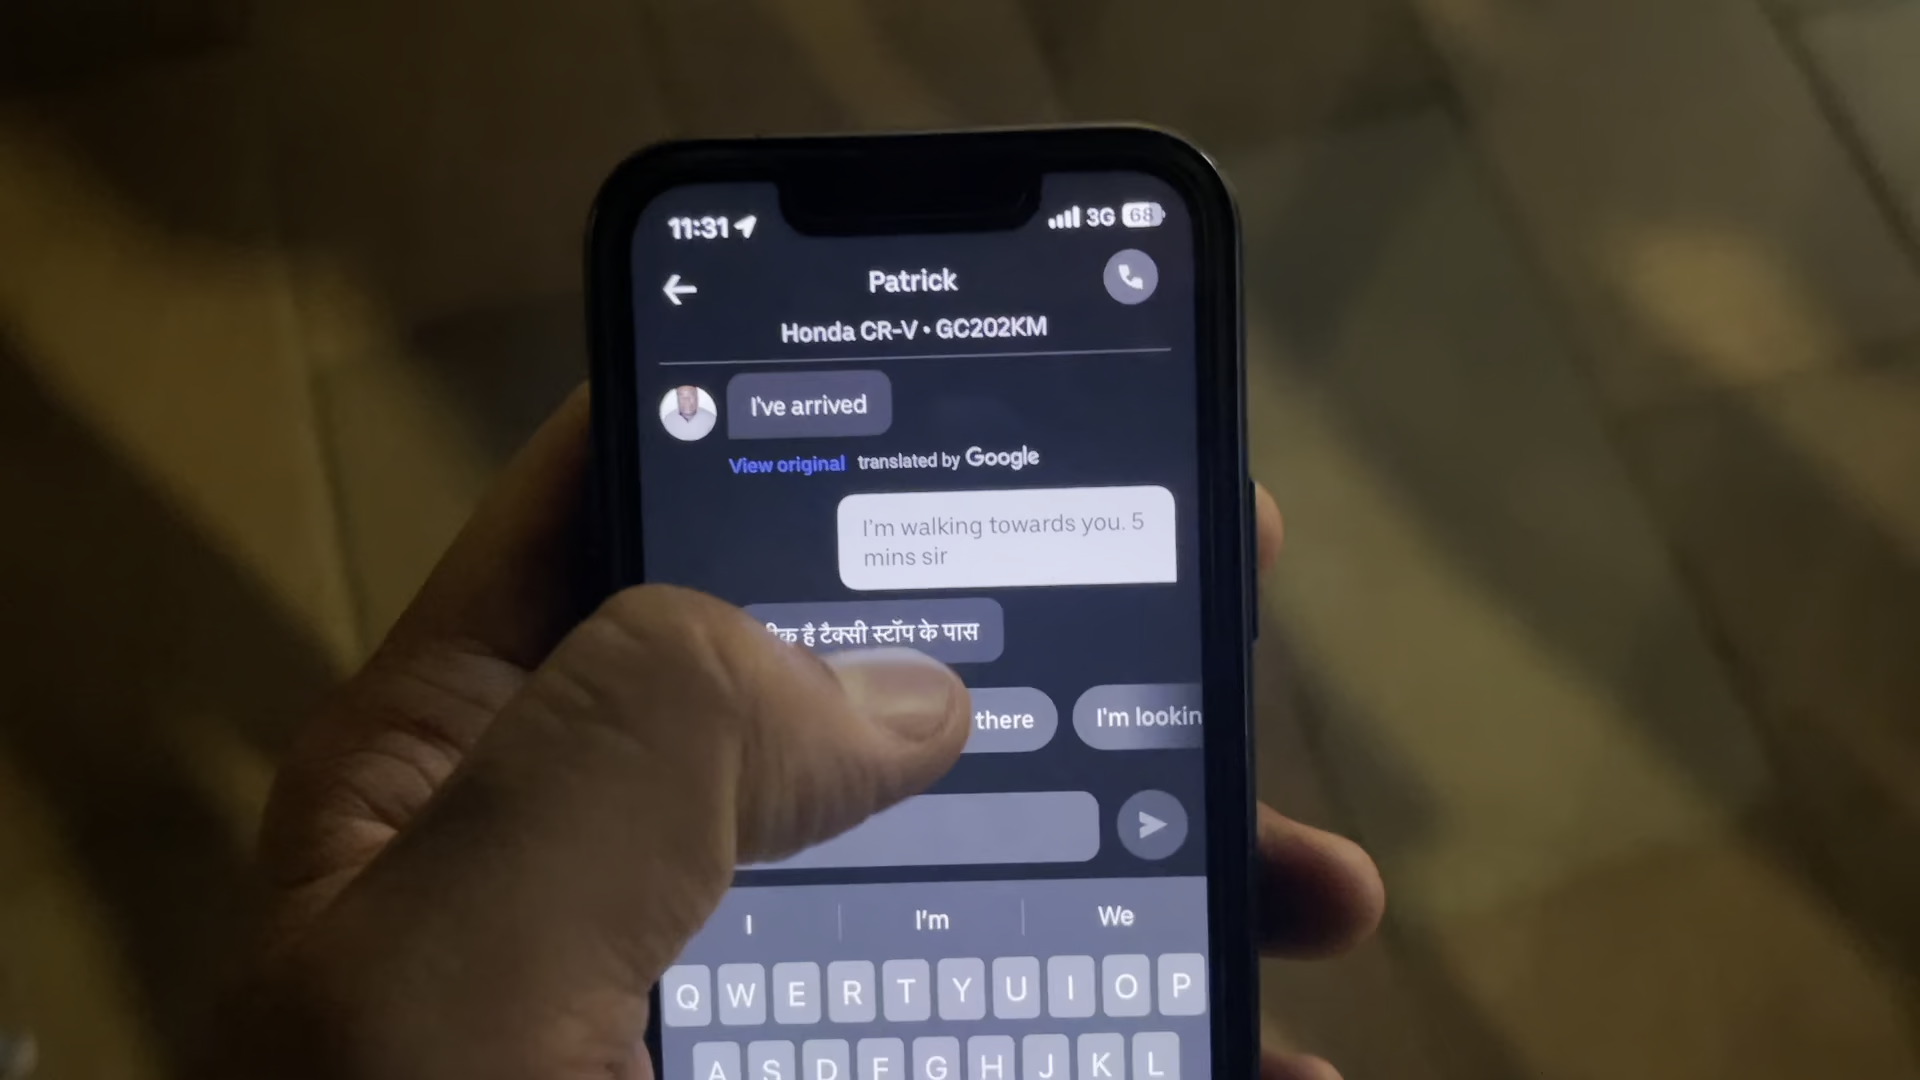 11:31 3G 68
Patrick
Honda CR-V • GC202KM
I've arrived
View original translated by Google
I'm walking towards you. 5
mins sir
है टैक्सी स्टॉप के पास
there I'm lookin
I I'm We
Q W E R T Y U I O P
A S D F G H J K L